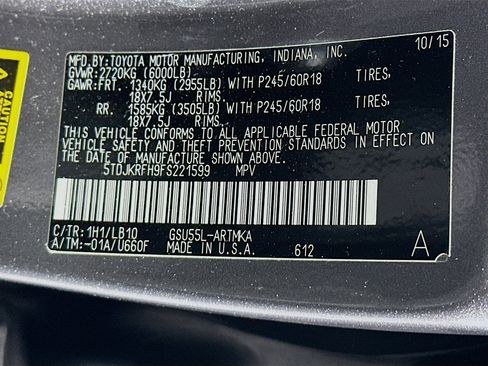 MFD.BY: TOYOTA MOTOR MANUFACTURING, INDIANA, INC. 10/15
GVWR: 2720KG (6000LB)
GAWR: FRT. 1340KG (2955LB) WITH P245/60R18 TIRES,
18X7.5J RIMS.
RR. 1585KG (3505LB) WITH P245/60R18 TIRES,
18X7.5J RIMS.
THIS VEHICLE CONFORMS TO ALL APPLICABLE FEDERAL MOTOR
VEHICLE SAFETY AND THEFT PREVENTION STANDARDS IN EFFECT ON
THE DATE OF MANUFACTURE SHOWN ABOVE.
5TDJKRFH9FS221599 MPV
C/TR: 1H1/LB10 GSU55L-ARTMKA
A/TM: -01A/U660F MADE IN U.S.A. 612 A
CAUTION